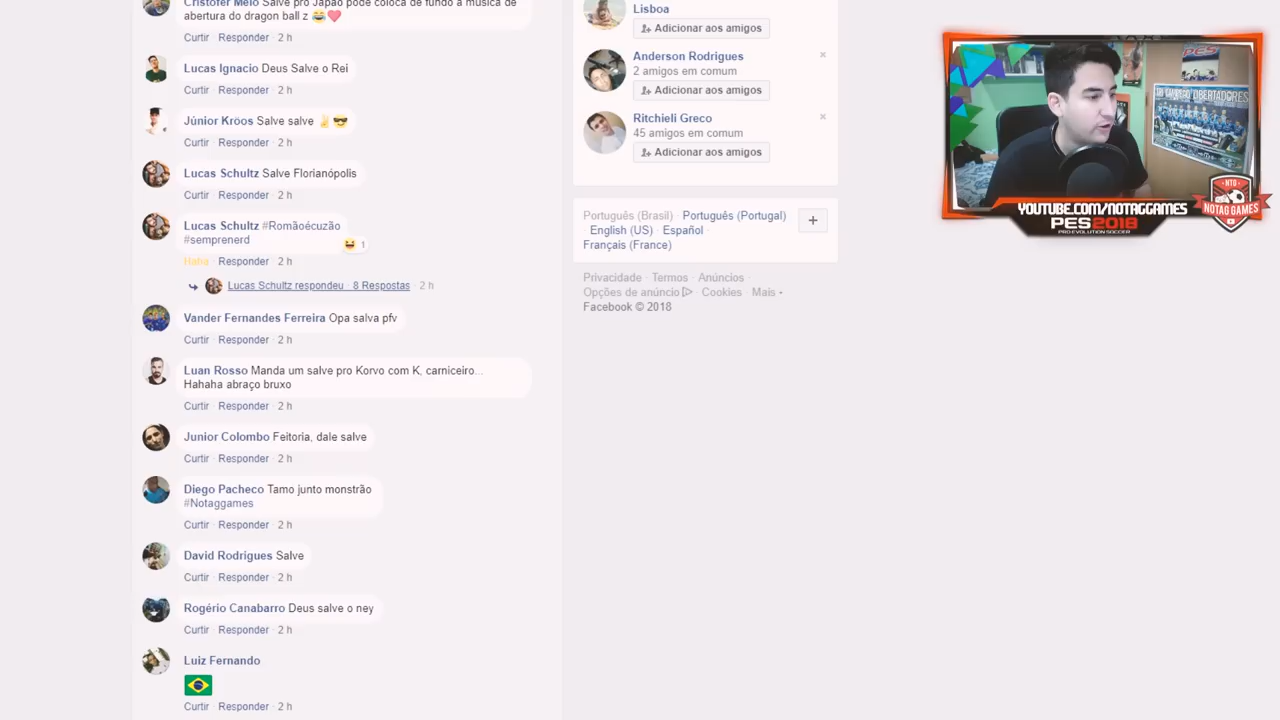 Cristofer Melo Salve pro Japão pode coloca de fundo a música de
abertura do dragon ball z
Curtir · Responder · 2 h
Lucas Ignacio Deus Salve o Rei
Curtir · Responder · 2 h
Júnior Kröos Salve salve
Curtir · Responder · 2 h
Lucas Schultz Salve Florianópolis
Curtir · Responder · 2 h
Lucas Schultz #Romãoécuzão
#semprenerd
1
Haha · Responder · 2 h
Lucas Schultz respondeu · 8 Respostas · 2 h
Vander Fernandes Ferreira Opa salva pfv
Curtir · Responder · 2 h
Luan Rosso Manda um salve pro Korvo com K, carniceiro...
Hahaha abraço bruxo
Curtir · Responder · 2 h
Junior Colombo Feitoria, dale salve
Curtir · Responder · 2 h
Diego Pacheco Tamo junto monstrão
#Notaggames
Curtir · Responder · 2 h
David Rodrigues Salve
Curtir · Responder · 2 h
Rogério Canabarro Deus salve o ney
Curtir · Responder · 2 h
Luiz Fernando
Curtir · Responder · 2 h
Lisboa
Adicionar aos amigos
Anderson Rodrigues ×
2 amigos em comum
Adicionar aos amigos
Ritchieli Greco ×
45 amigos em comum
Adicionar aos amigos
Português (Brasil) · Português (Portugal)
· English (US) · Español ·
Français (France)
+
Privacidade · Termos · Anúncios ·
Opções de anúncio · Cookies · Mais
Facebook © 2018
PES
LIBERTADORES
YOUTUBE.COM/NOTAGGAMES
PES2018
PRO EVOLUTION SOCCER
NTG
NOTAG GAMES